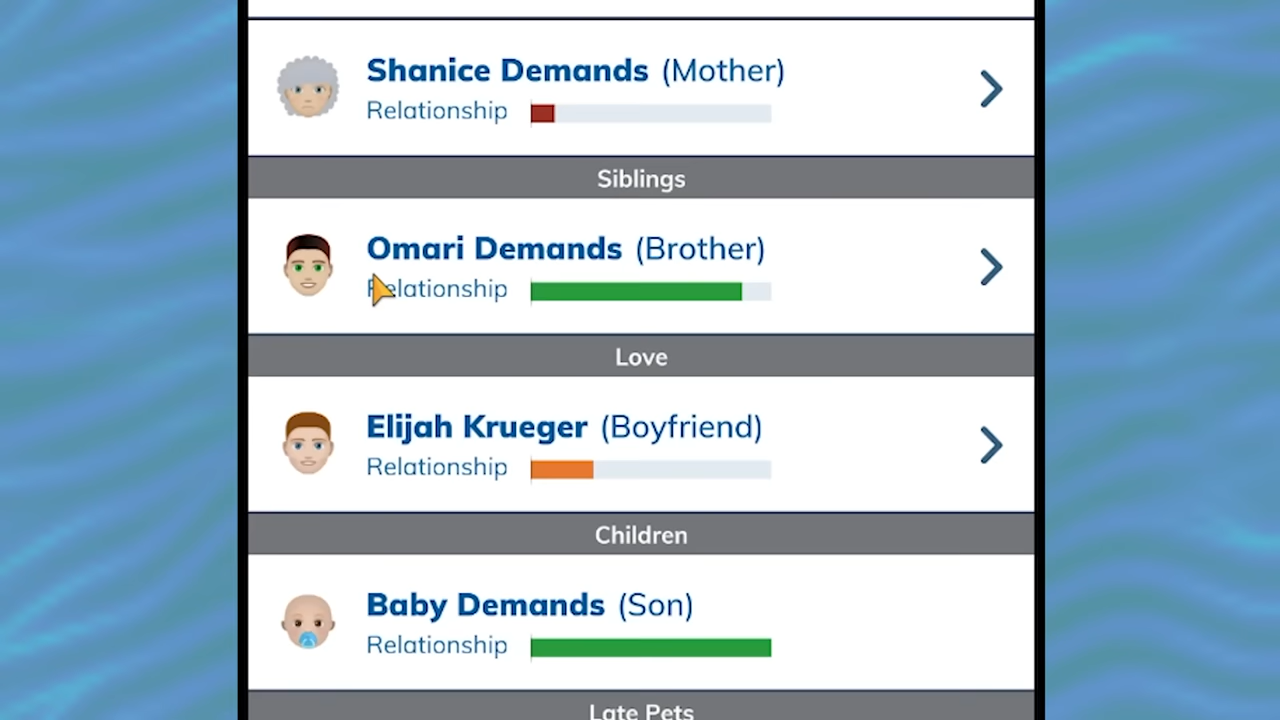 Shanice Demands (Mother)
Relationship
Siblings
Omari Demands (Brother)
Relationship
Love
Elijah Krueger (Boyfriend)
Relationship
Children
Baby Demands (Son)
Relationship
Late Pets